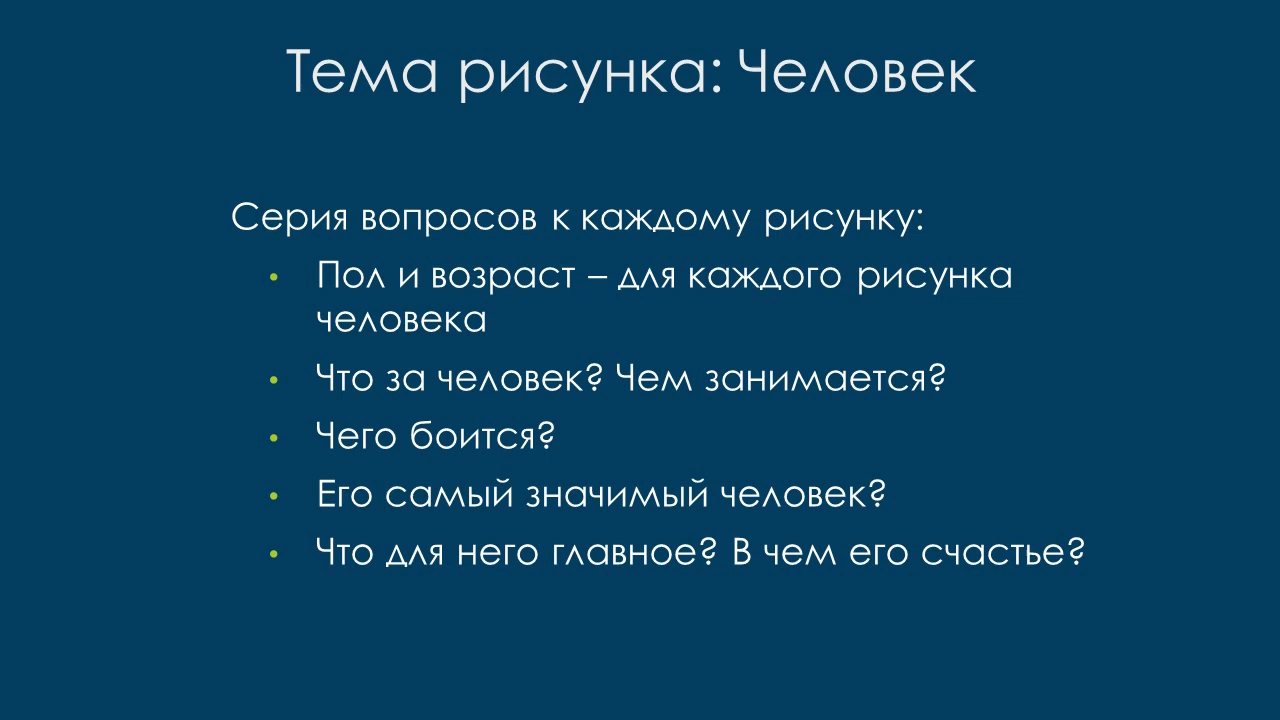 Тема рисунка: Человек
Серия вопросов к каждому рисунку:
• Пол и возраст – для каждого рисунка
человека
• Что за человек? Чем занимается?
• Чего боится?
• Его самый значимый человек?
• Что для него главное? В чем его счастье?